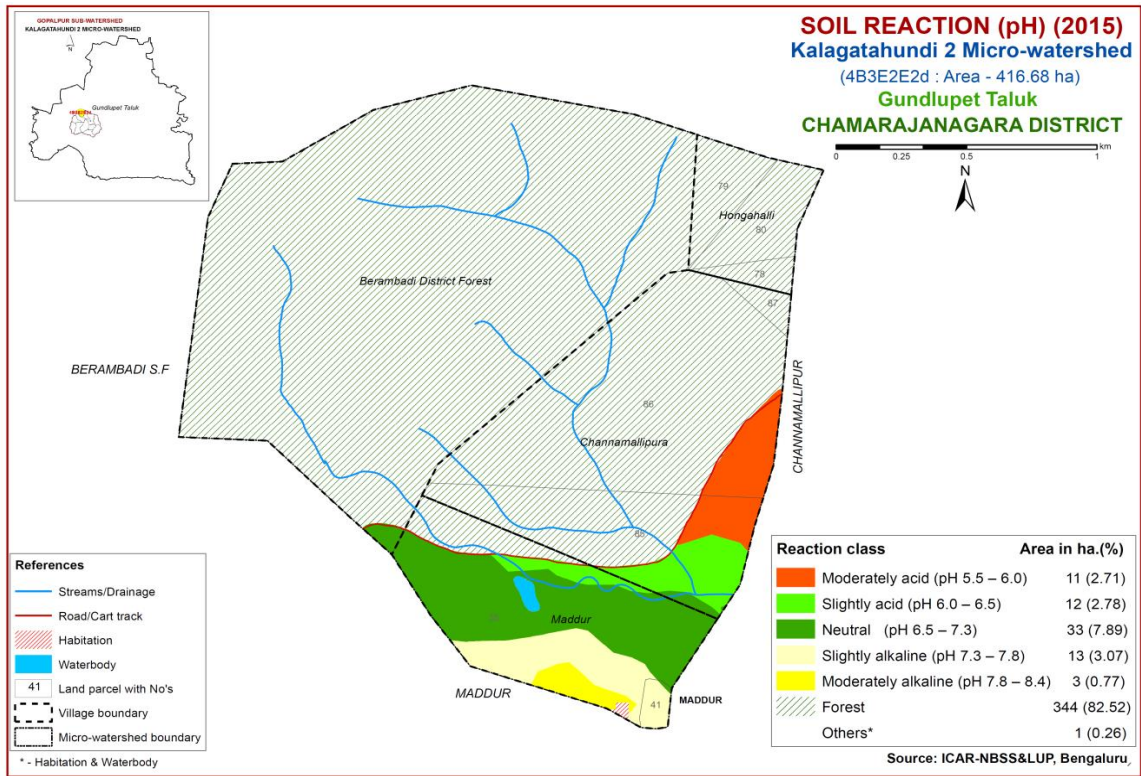 GOPALPUR SUB-WATERSHED
KALAGATAHUNDI 2 MICRO-WATERSHED
N
Gundlupet Taluk
SOIL REACTION (pH) (2015)
Kalagatahundi 2 Micro-watershed
(4B3E2E2d : Area - 416.68 ha)
Gundlupet Taluk
CHAMARAJANAGARA DISTRICT
km
0 0.25 0.5 1
N
79
Hongahalli
80
78
87
Berambadi District Forest
BERAMBADI S.F
86
Channamallipura
CHANNAMALLIPUR
85
Maddur
MADDUR
41
MADDUR
References
Streams/Drainage
Road/Cart track
Habitation
Waterbody
41 Land parcel with No's
Village boundary
Micro-watershed boundary
* - Habitation & Waterbody
Reaction class Area in ha.(%)
Moderately acid (pH 5.5 – 6.0) 11 (2.71)
Slightly acid (pH 6.0 – 6.5) 12 (2.78)
Neutral (pH 6.5 – 7.3) 33 (7.89)
Slightly alkaline (pH 7.3 – 7.8) 13 (3.07)
Moderately alkaline (pH 7.8 – 8.4) 3 (0.77)
Forest 344 (82.52)
Others* 1 (0.26)
Source: ICAR-NBSS&LUP, Bengaluru